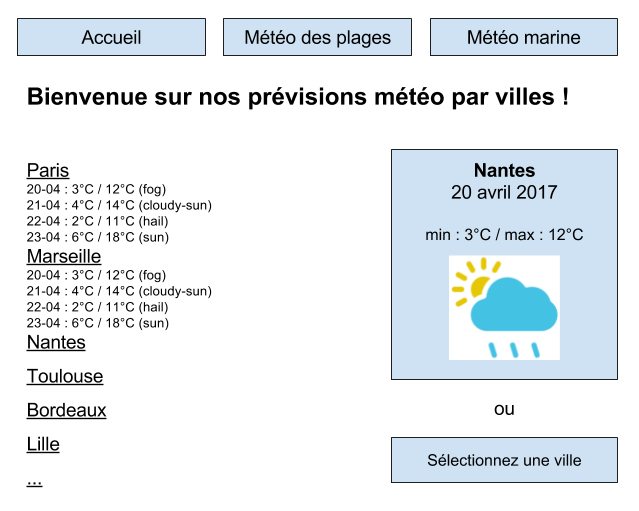 Accueil
Météo des plages
Météo marine
Bienvenue sur nos prévisions météo par villes !
Paris
20-04 : 3°C / 12°C (fog)
21-04 : 4°C / 14°C (cloudy-sun)
22-04 : 2°C / 11°C (hail)
23-04 : 6°C / 18°C (sun)
Marseille
20-04 : 3°C / 12°C (fog)
21-04 : 4°C / 14°C (cloudy-sun)
22-04 : 2°C / 11°C (hail)
23-04 : 6°C / 18°C (sun)
Nantes
Toulouse
Bordeaux
Lille
...
Nantes
20 avril 2017
min : 3°C / max : 12°C
ou
Sélectionnez une ville